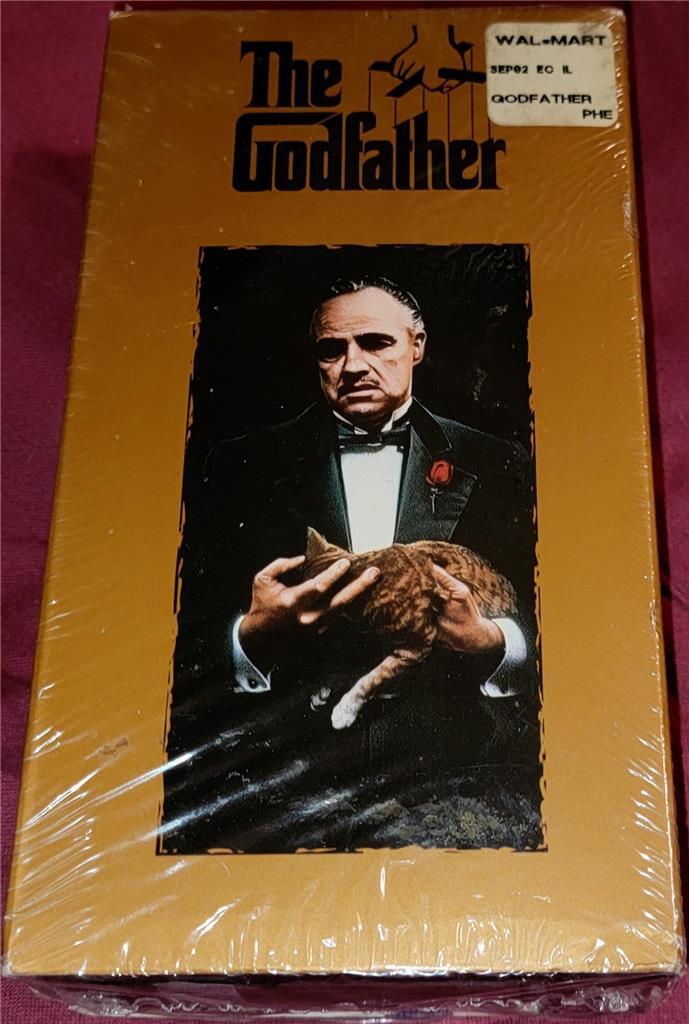 The
Godfather
WAL★MART
SEP02 EC IL
GODFATHER
PHE